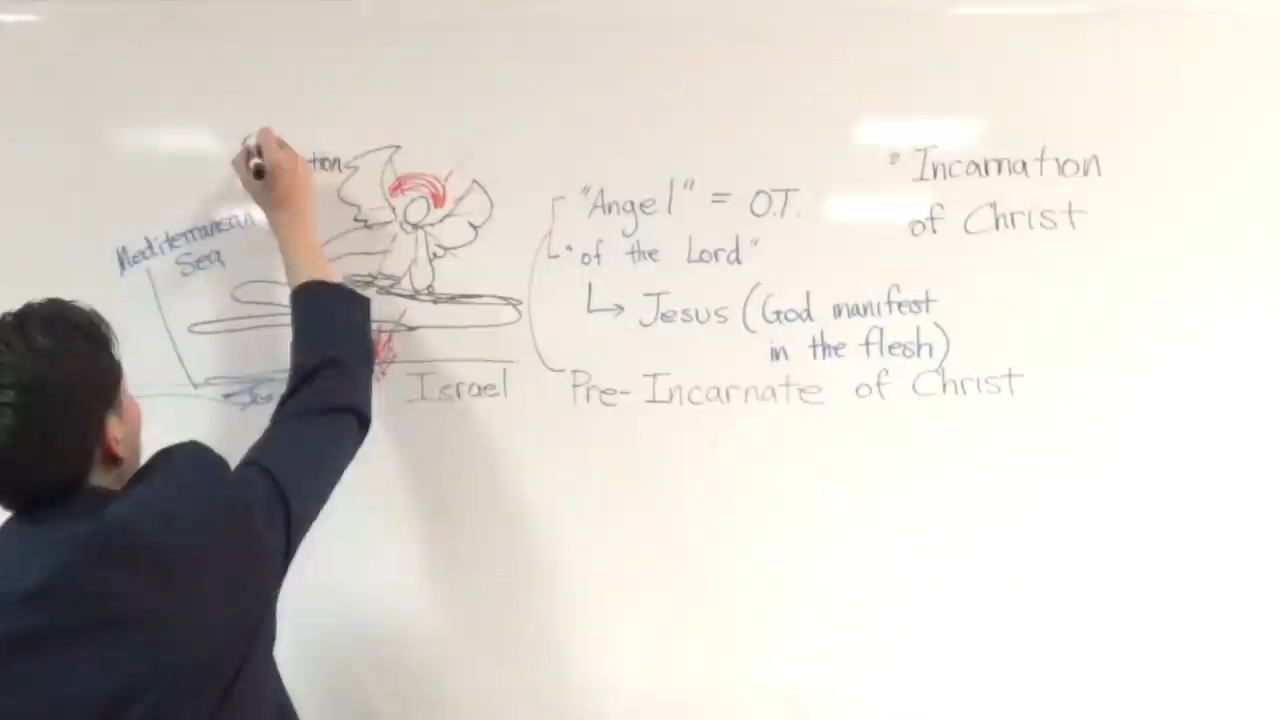 tion
Mediterranean
Sea
Israel
"Angel" = O.T.
"of the Lord"
↳ Jesus (God manifest
in the flesh)
Pre-Incarnate of Christ
Incarnation
of Christ